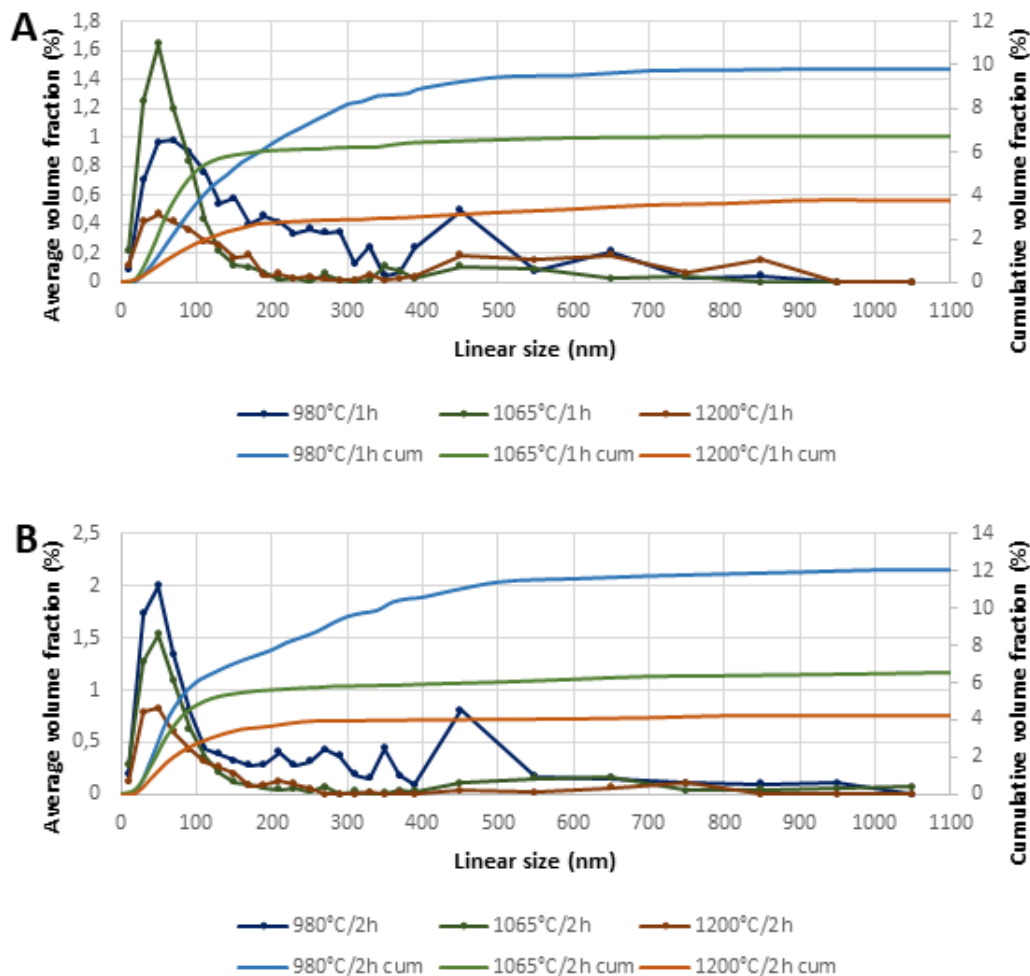 A
Average volume fraction (%)
1,8
1,6
1,4
1,2
1
0,8
0,6
0,4
0,2
0
12
10
8
6
4
2
0
Cumulative volume fraction (%)
0 100 200 300 400 500 600 700 800 900 1000 1100
Linear size (nm)
980°C/1h 1065°C/1h 1200°C/1h
980°C/1h cum 1065°C/1h cum 1200°C/1h cum
B
Average volume fraction (%)
2,5
2
1,5
1
0,5
0
14
12
10
8
6
4
2
0
Cumulative volume fraction (%)
0 100 200 300 400 500 600 700 800 900 1000 1100
Linear size (nm)
980°C/2h 1065°C/2h 1200°C/2h
980°C/2h cum 1065°C/2h cum 1200°C/2h cum